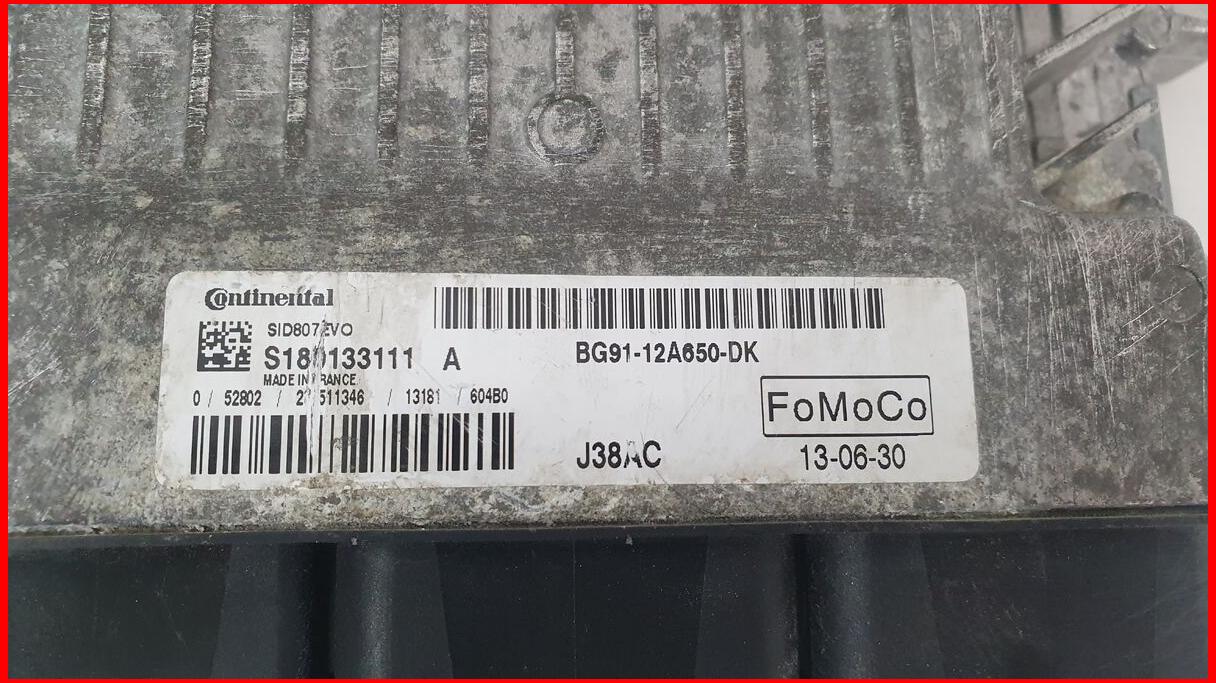 Continental
SID807EVO
S180133111 A
MADE IN FRANCE
0 / 52802 / 511346 / 13181 / 604B0
BG91-12A650-DK
FoMoCo
J38AC
13-06-30